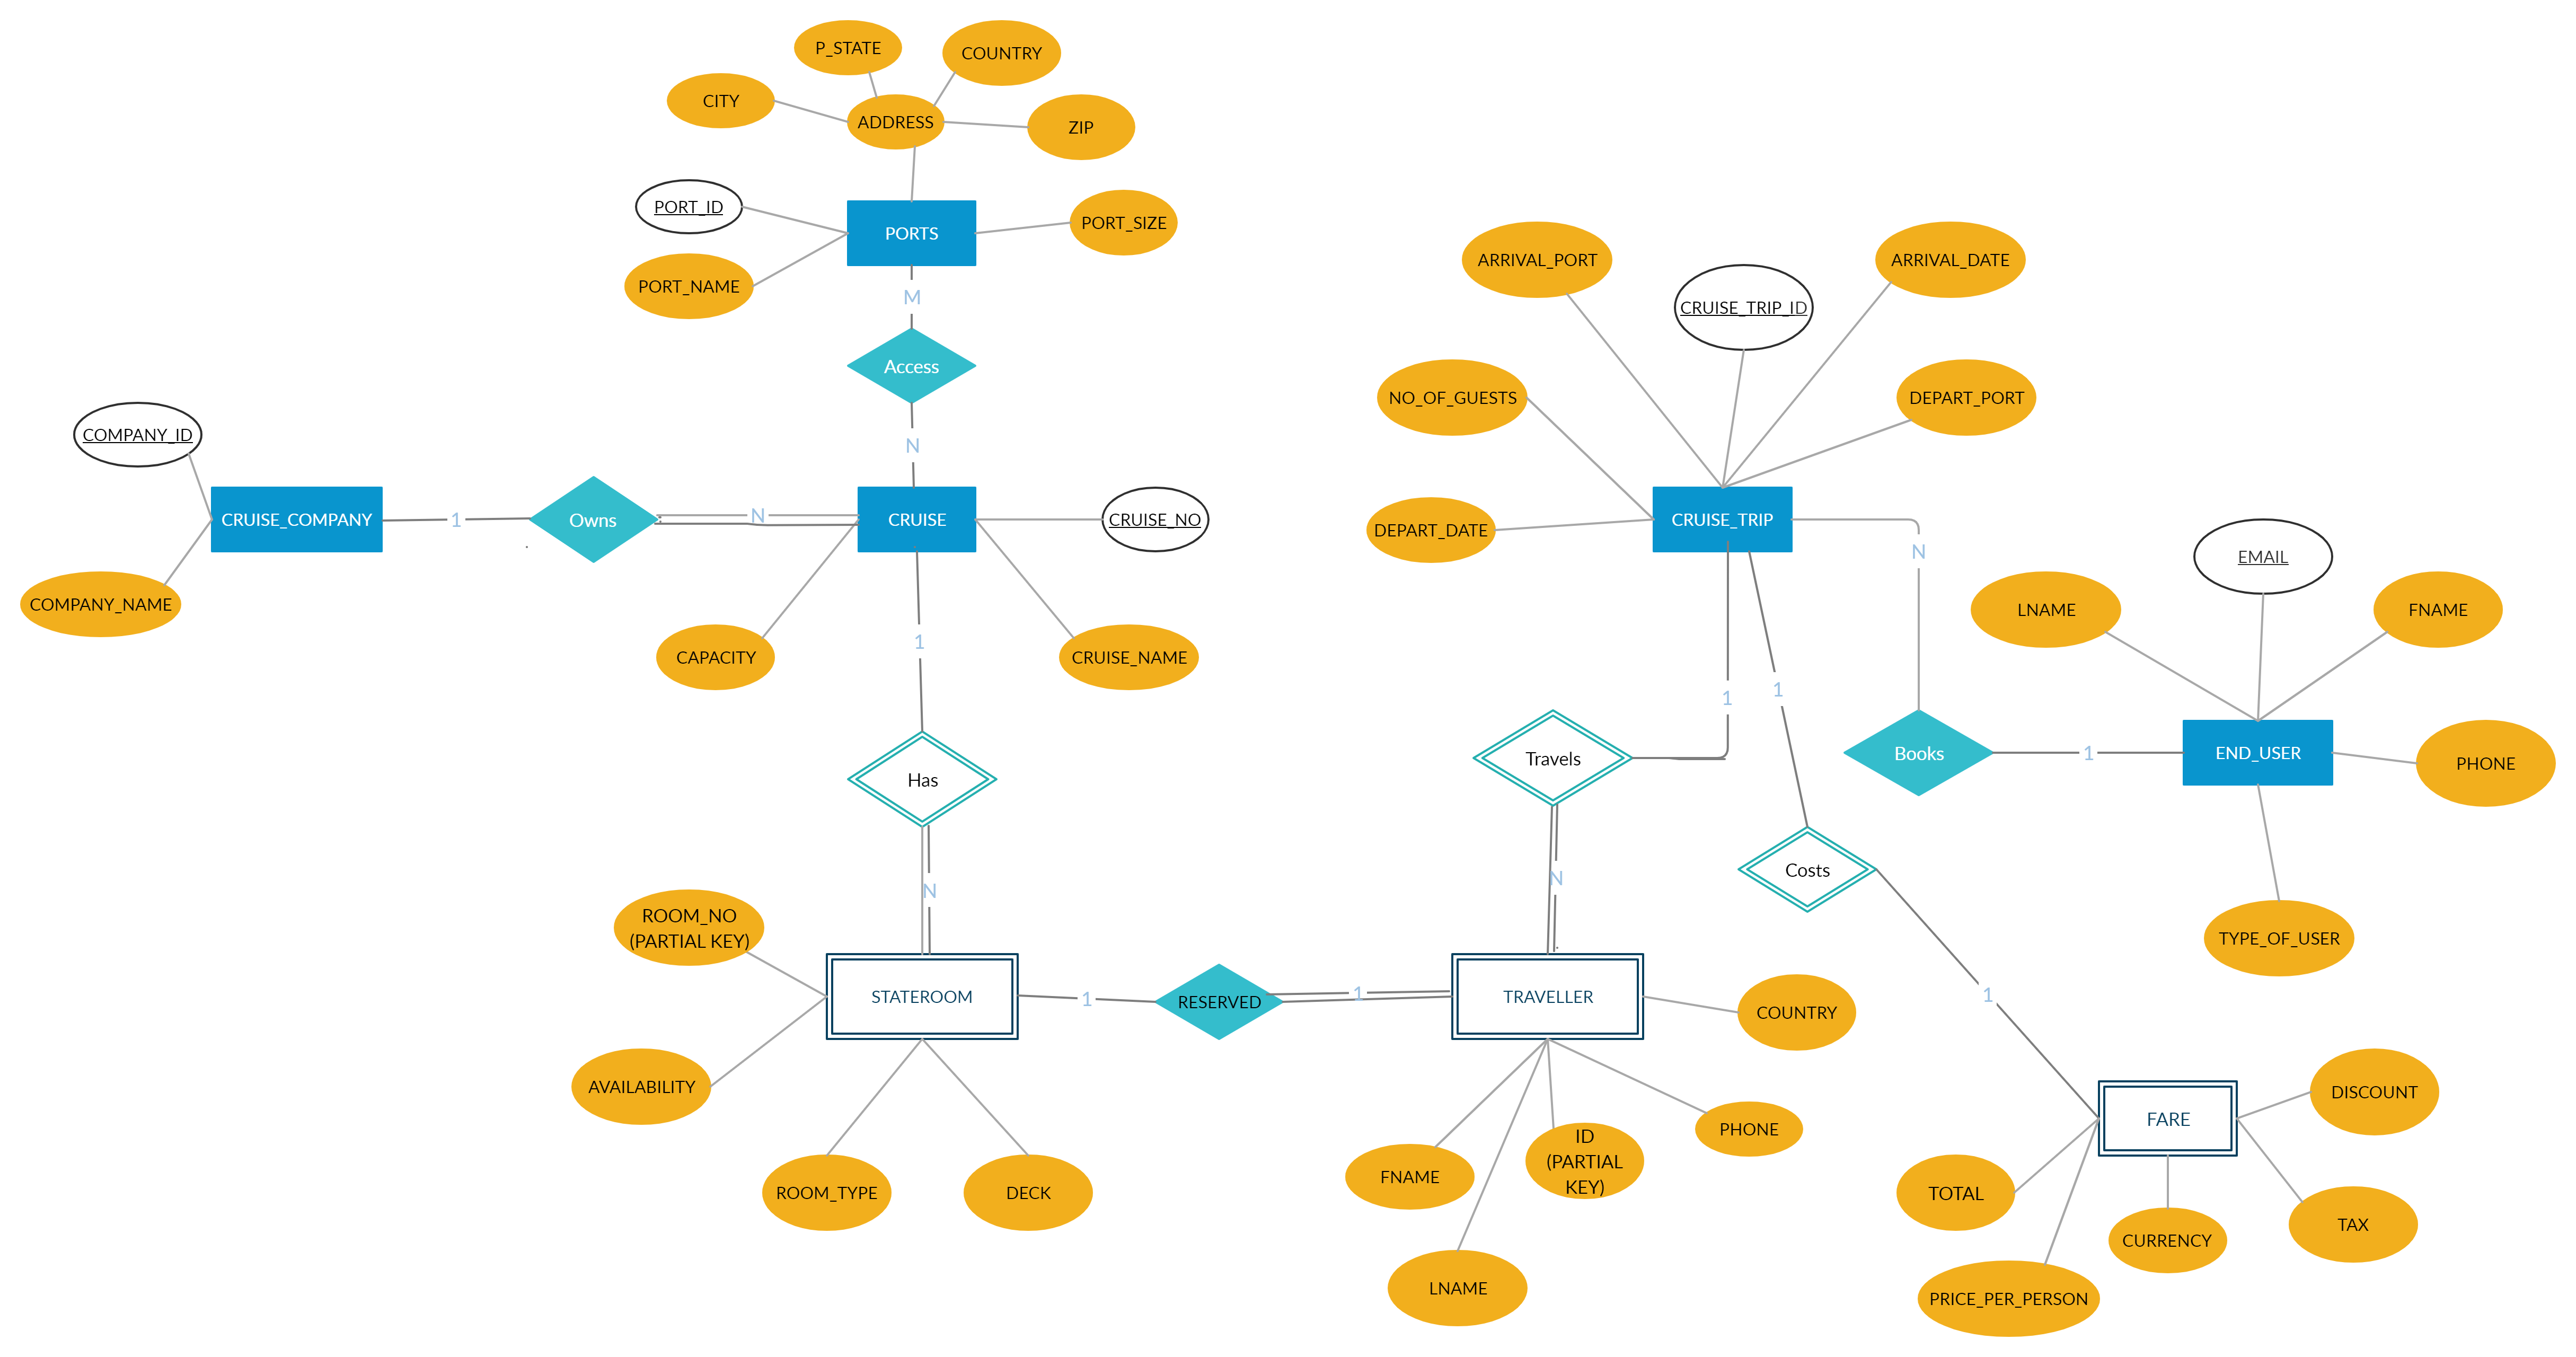 P_STATE
COUNTRY
CITY
ADDRESS
ZIP
PORT_ID
PORTS
PORT_SIZE
PORT_NAME
M
Access
N
COMPANY_ID
CRUISE_COMPANY
1
Owns
N
CRUISE
CRUISE_NO
COMPANY_NAME
CAPACITY
1
CRUISE_NAME
Has
N
ROOM_NO
(PARTIAL KEY)
STATEROOM
1
RESERVED
1
AVAILABILITY
ROOM_TYPE
DECK
ARRIVAL_PORT
ARRIVAL_DATE
CRUISE_TRIP_ID
NO_OF_GUESTS
DEPART_PORT
DEPART_DATE
CRUISE_TRIP
N
EMAIL
LNAME
FNAME
1
1
Travels
Books
1
END_USER
PHONE
N
Costs
TYPE_OF_USER
TRAVELLER
1
COUNTRY
PHONE
FNAME
ID
(PARTIAL
KEY)
LNAME
DISCOUNT
FARE
TOTAL
TAX
CURRENCY
PRICE_PER_PERSON